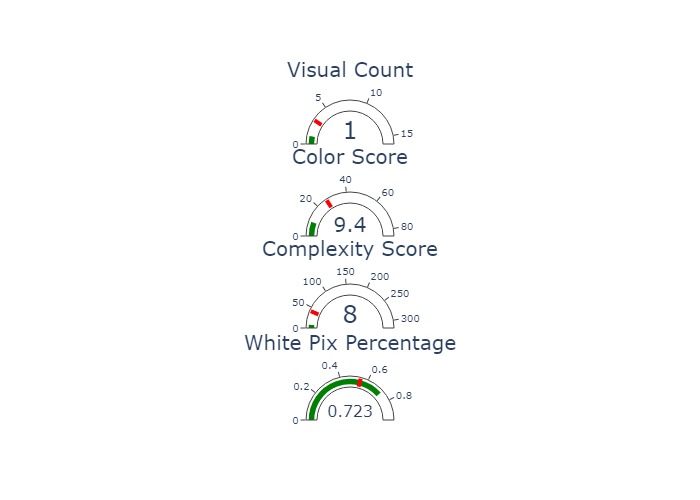 Visual Count
0 5 10 15
1
Color Score
0 20 40 60 80
9.4
Complexity Score
0 50 100 150 200 250 300
8
White Pix Percentage
0 0.2 0.4 0.6 0.8
0.723